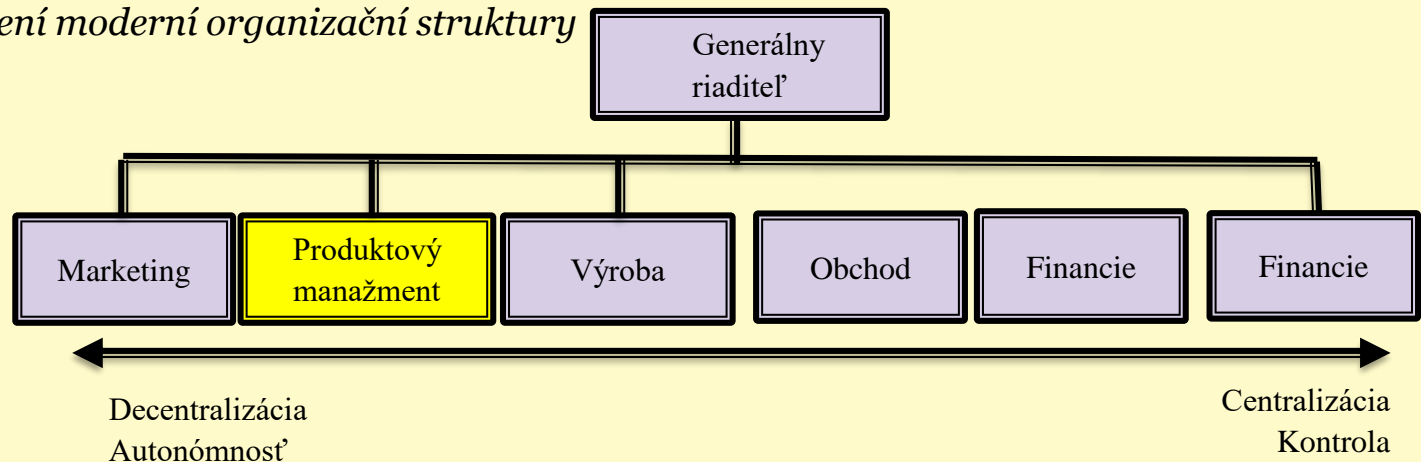 ení moderní organizační struktury
Generálny
riaditeľ
Marketing
Produktový
manažment
Výroba
Obchod
Financie
Financie
Decentralizácia
Autonómnosť
Centralizácia
Kontrola